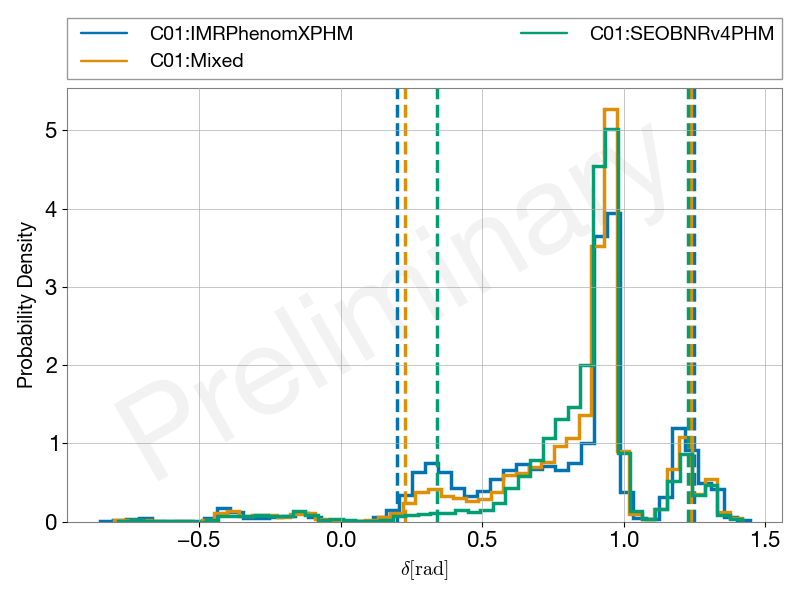 C01:IMRPhenomXPHM
C01:Mixed
C01:SEOBNRv4PHM
Preliminary
Probability Density
5
4
3
2
1
0
−0.5 0.0 0.5 1.0 1.5
δ[rad]